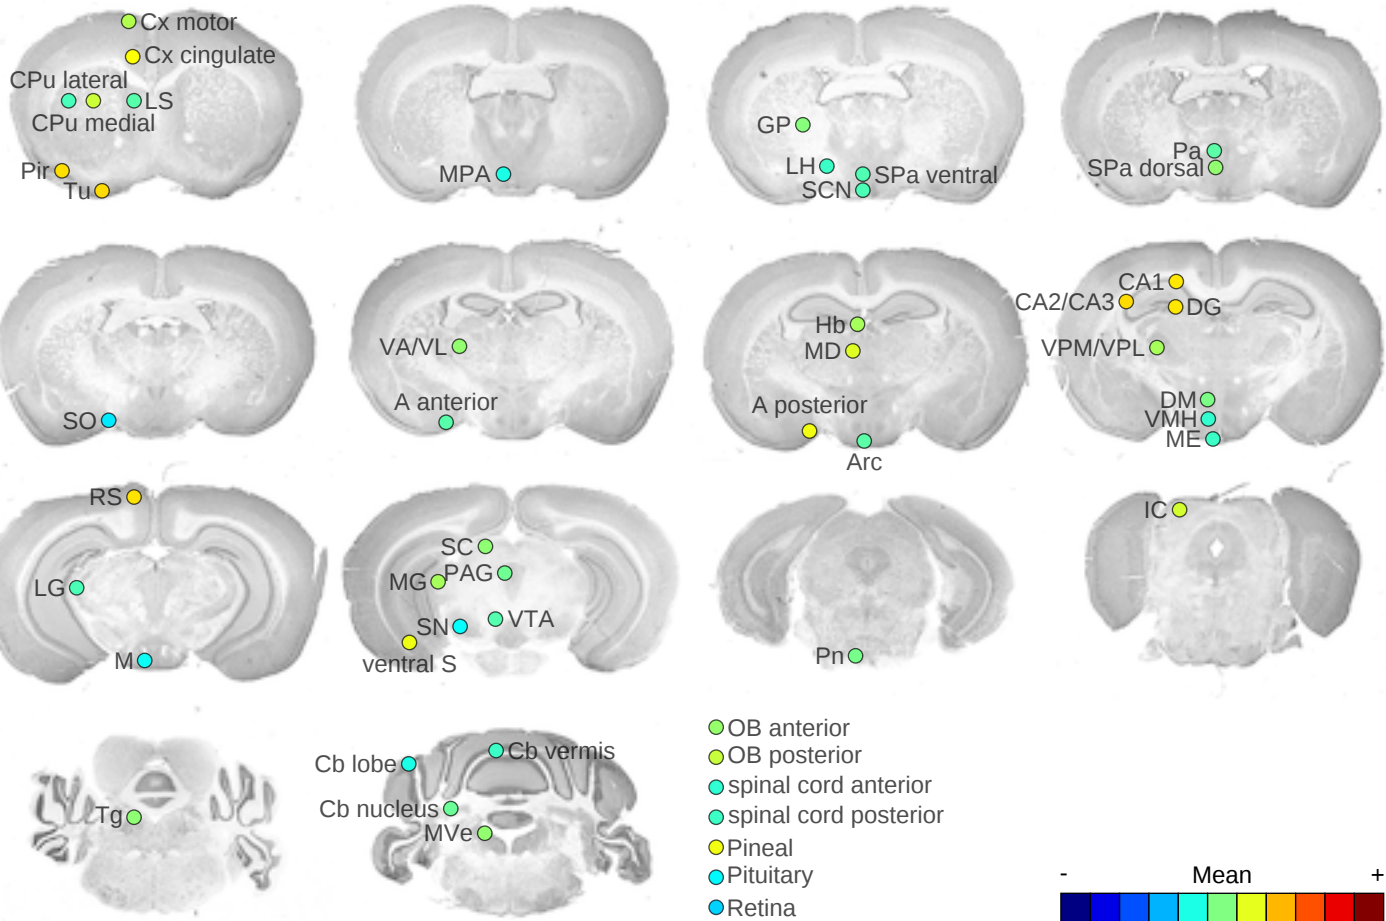 Cx motor
Cx cingulate
CPu lateral
LS
CPu medial
Pir
Tu
MPA
GP
LH
SPa ventral
SCN
Pa
SPa dorsal
SO
VA/VL
A anterior
Hb
MD
A posterior
Arc
CA1
CA2/CA3
DG
VPM/VPL
DM
VMH
ME
RS
LG
M
SC
PAG
MG
VTA
SN
ventral S
Pn
IC
Tg
Cb lobe
Cb vermis
Cb nucleus
MVe
OB anterior
OB posterior
spinal cord anterior
spinal cord posterior
Pineal
Pituitary
Retina
- Mean +